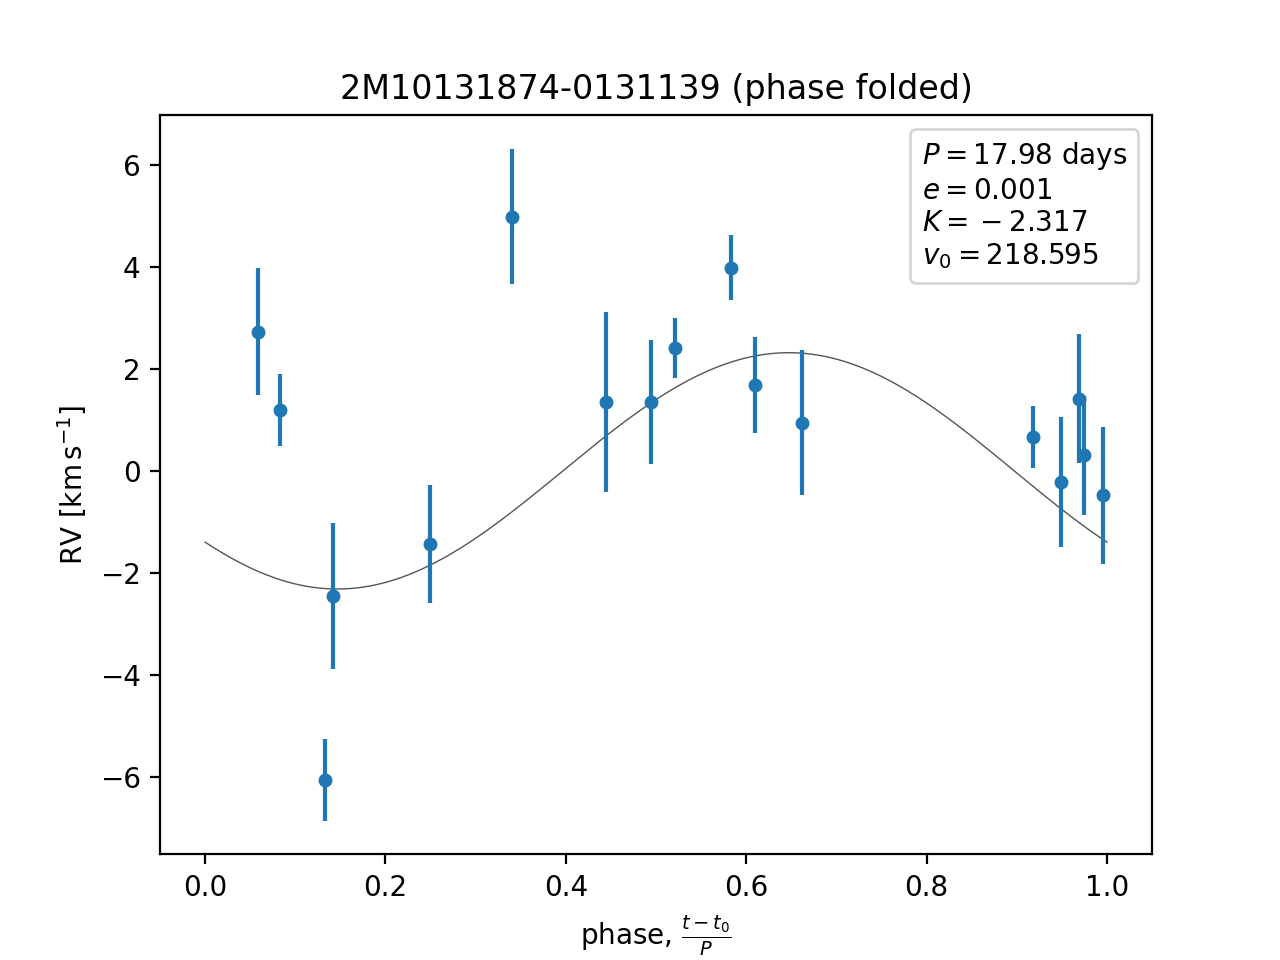 2M10131874-0131139 (phase folded)
P = 17.98 days
e = 0.001
K = −2.317
v₀ = 218.595
RV [km s⁻¹]
6
4
2
0
−2
−4
−6
0.0 0.2 0.4 0.6 0.8 1.0
phase, (t − t₀)/P